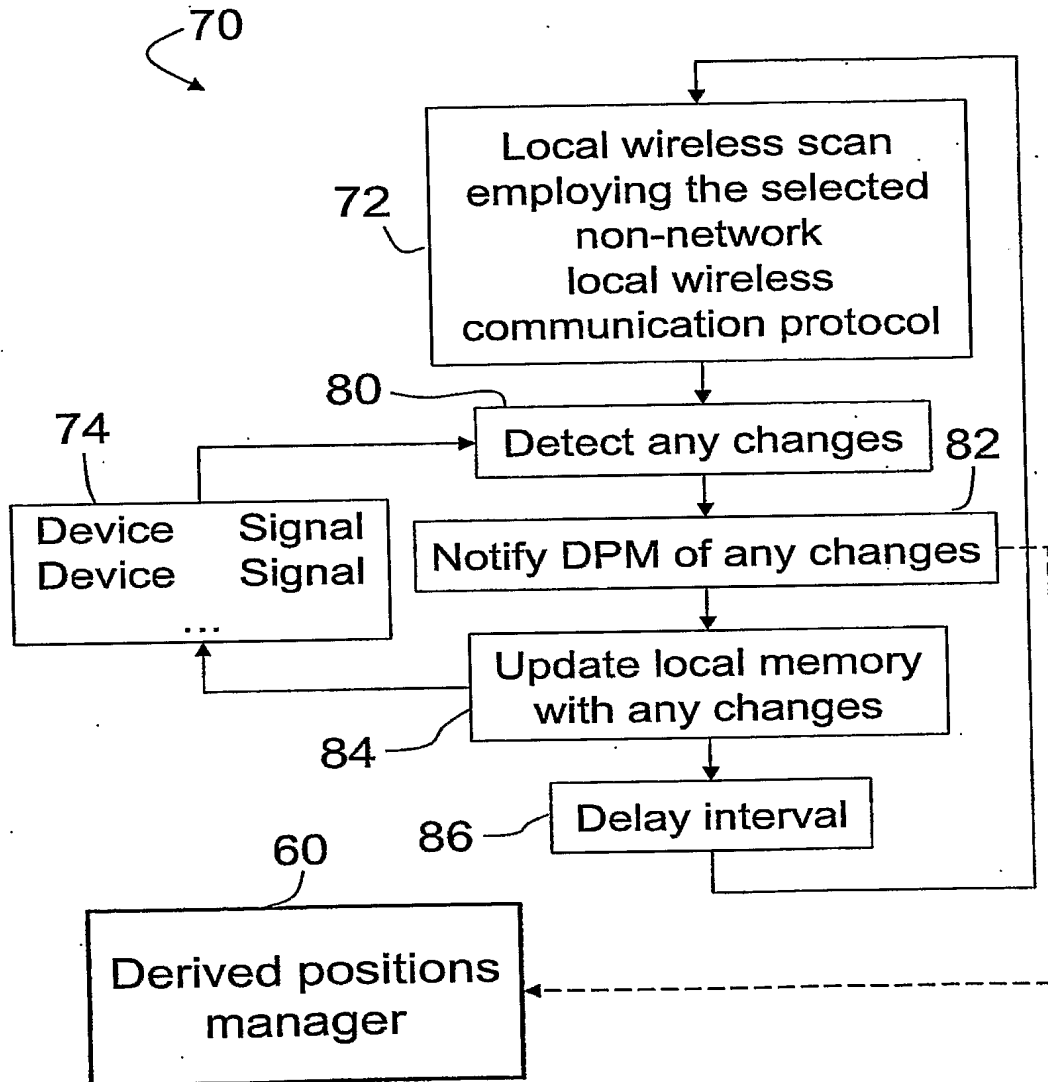 70
72
Local wireless scan
employing the selected
non-network
local wireless
communication protocol
80
Detect any changes
74
Device Signal
Device Signal
...
82
Notify DPM of any changes
Update local memory
with any changes
84
86
Delay interval
60
Derived positions
manager